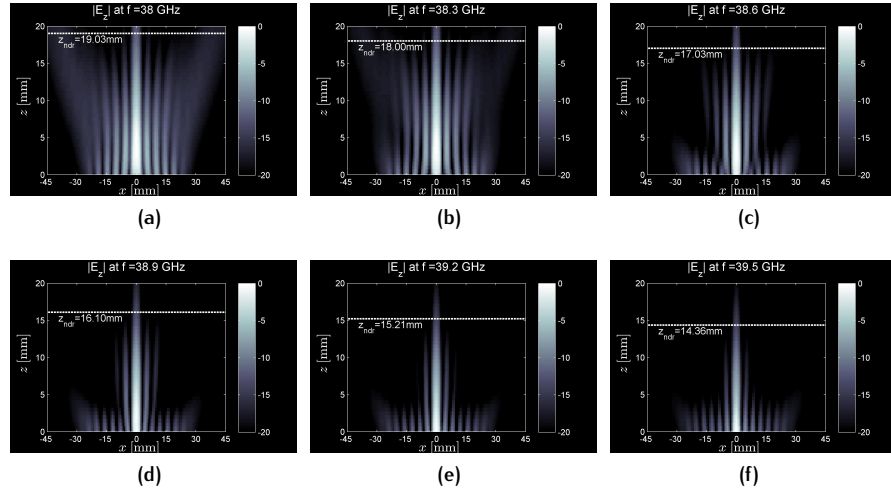 |E_z| at f =38 GHz
|E_z| at f =38.3 GHz
|E_z| at f =38.6 GHz
z_ndr=19.03mm
z_ndr=18.00mm
z_ndr=17.03mm
z [mm]
z [mm]
z [mm]
20
15
10
5
0
20
15
10
5
0
20
15
10
5
0
0
-5
-10
-15
-20
0
-5
-10
-15
-20
0
-5
-10
-15
-20
-45 -30 -15 0 15 30 45
-45 -30 -15 0 15 30 45
-45 -30 -15 0 15 30 45
x [mm]
x [mm]
x [mm]
(a)
(b)
(c)
|E_z| at f =38.9 GHz
|E_z| at f =39.2 GHz
|E_z| at f =39.5 GHz
z_ndr=16.10mm
z_ndr=15.21mm
z_ndr=14.36mm
z [mm]
z [mm]
z [mm]
20
15
10
5
0
20
15
10
5
0
20
15
10
5
0
0
-5
-10
-15
-20
0
-5
-10
-15
-20
0
-5
-10
-15
-20
-45 -30 -15 0 15 30 45
-45 -30 -15 0 15 30 45
-45 -30 -15 0 15 30 45
x [mm]
x [mm]
x [mm]
(d)
(e)
(f)